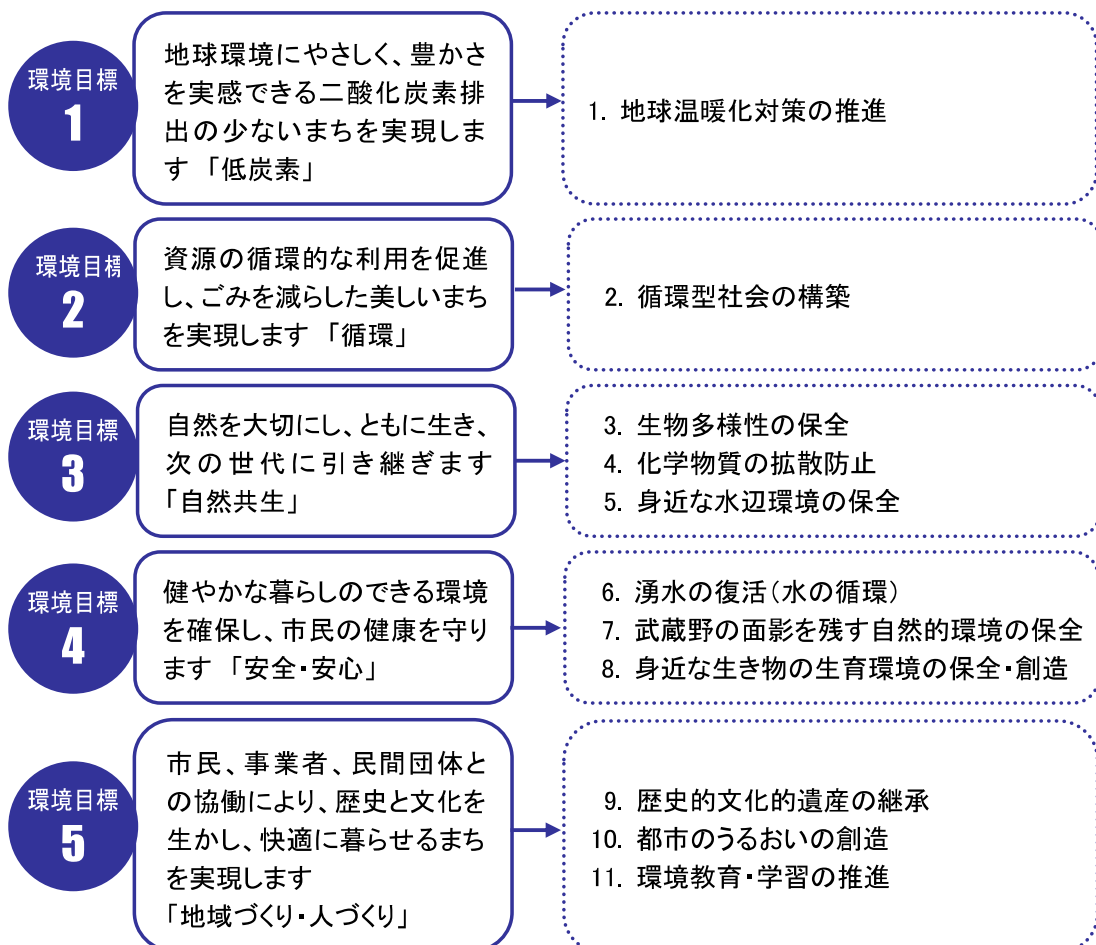 環境目標
1
地球環境にやさしく、豊かさ
を実感できる二酸化炭素排
出の少ないまちを実現しま
す 「低炭素」
1. 地球温暖化対策の推進
環境目標
2
資源の循環的な利用を促進
し、ごみを減らした美しいまち
を実現します 「循環」
2. 循環型社会の構築
環境目標
3
自然を大切にし、ともに生き、
次の世代に引き継ぎます
「自然共生」
3. 生物多様性の保全
4. 化学物質の拡散防止
5. 身近な水辺環境の保全
環境目標
4
健やかな暮らしのできる環境
を確保し、市民の健康を守り
ます 「安全・安心」
6. 湧水の復活(水の循環)
7. 武蔵野の面影を残す自然的環境の保全
8. 身近な生き物の生育環境の保全・創造
環境目標
5
市民、事業者、民間団体と
の協働により、歴史と文化を
生かし、快適に暮らせるまち
を実現します
「地域づくり・人づくり」
9. 歴史的文化的遺産の継承
10. 都市のうるおいの創造
11. 環境教育・学習の推進